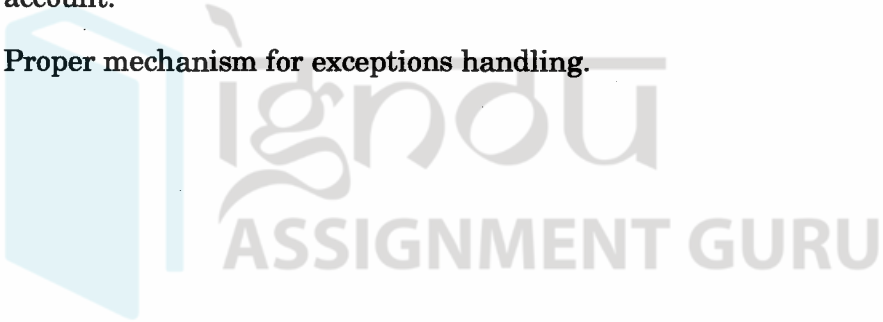 account.
Proper mechanism for exceptions handling.
ignou
ASSIGNMENT GURU